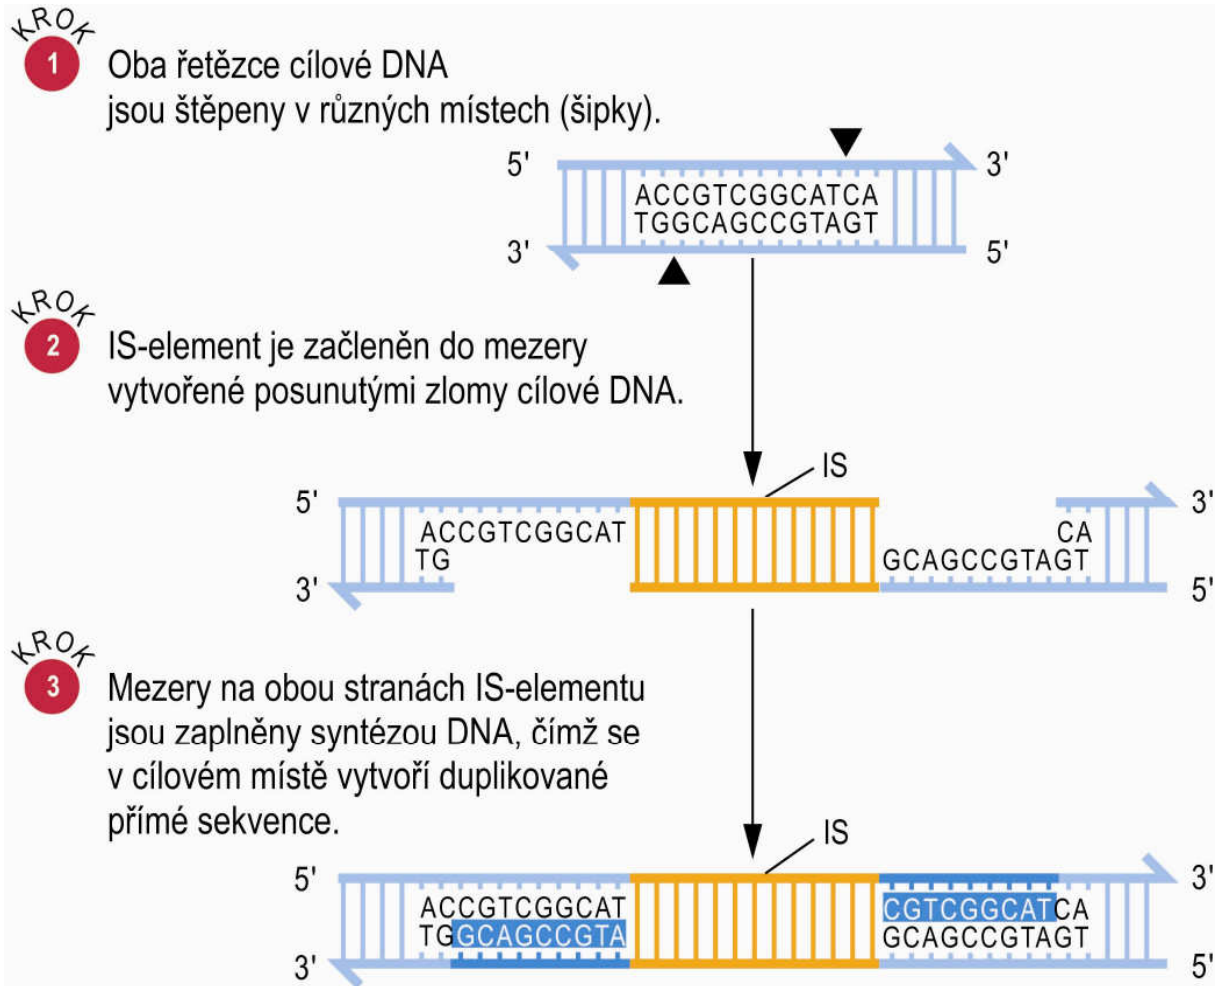 KROK
1
Oba řetězce cílové DNA
jsou štěpeny v různých místech (šipky).
5' 3'
ACCGTCGGCATCA
TGGCAGCCGTAGT
3' 5'
KROK
2
IS-element je začleněn do mezery
vytvořené posunutými zlomy cílové DNA.
IS
5' 3'
ACCGTCGGCAT CA
TG GCAGCCGTAGT
3' 5'
KROK
3
Mezery na obou stranách IS-elementu
jsou zaplněny syntézou DNA, čímž se
v cílovém místě vytvoří duplikované
přímé sekvence.
IS
5' 3'
ACCGTCGGCAT CGTCGGCATCA
TGGCAGCCGTA GCAGCCGTAGT
3' 5'